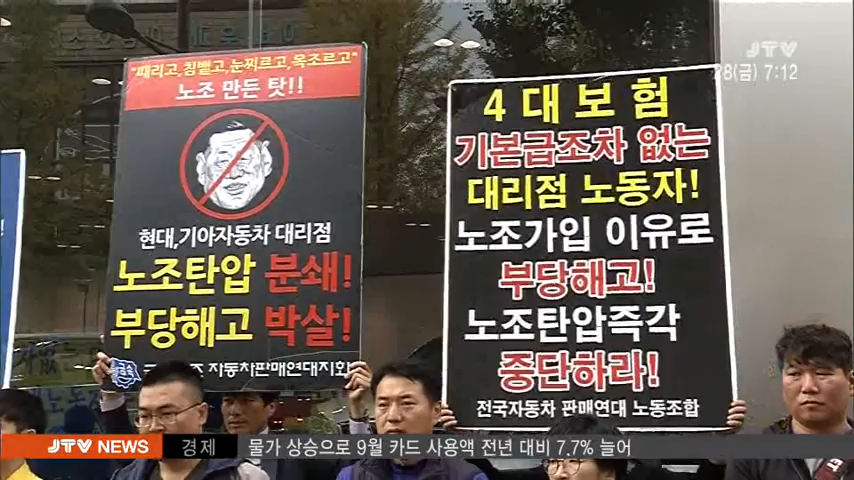 "때리고, 침뱉고, 눈찌르고, 목조르고"
노조 만든 탓!!
현대, 기아자동차 대리점
노조탄압 분쇄!
부당해고 박살!
금속
자동차판매연대지회
4대보험
기본급조차 없는
대리점 노동자!
노조가입 이유로
부당해고!
노조탄압즉각
중단하라!
전국자동차 판매연대 노동조합
JTV
28(금) 7:12
JTV NEWS
경제
물가 상승으로 9월 카드 사용액 전년 대비 7.7% 늘어